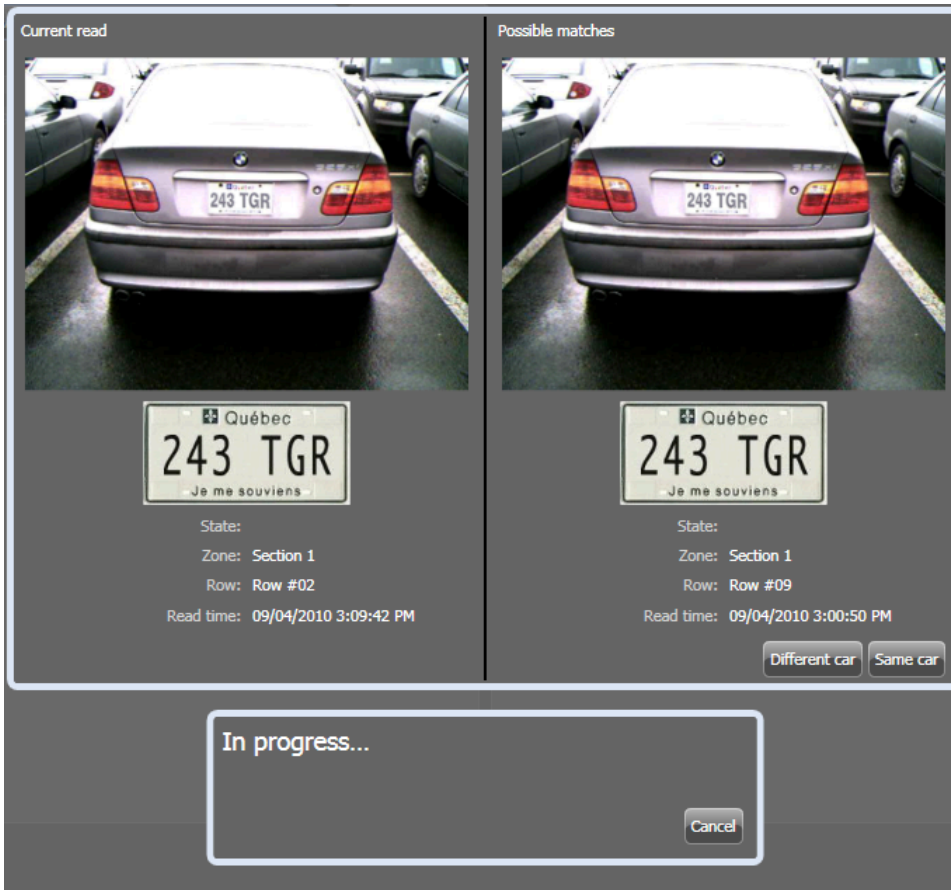 Current read
Québec
243 TGR
Québec
243 TGR
Je me souviens
State:
Zone: Section 1
Row: Row #02
Read time: 09/04/2010 3:09:42 PM
Possible matches
Québec
243 TGR
Québec
243 TGR
Je me souviens
State:
Zone: Section 1
Row: Row #09
Read time: 09/04/2010 3:00:50 PM
Different car
Same car
In progress...
Cancel